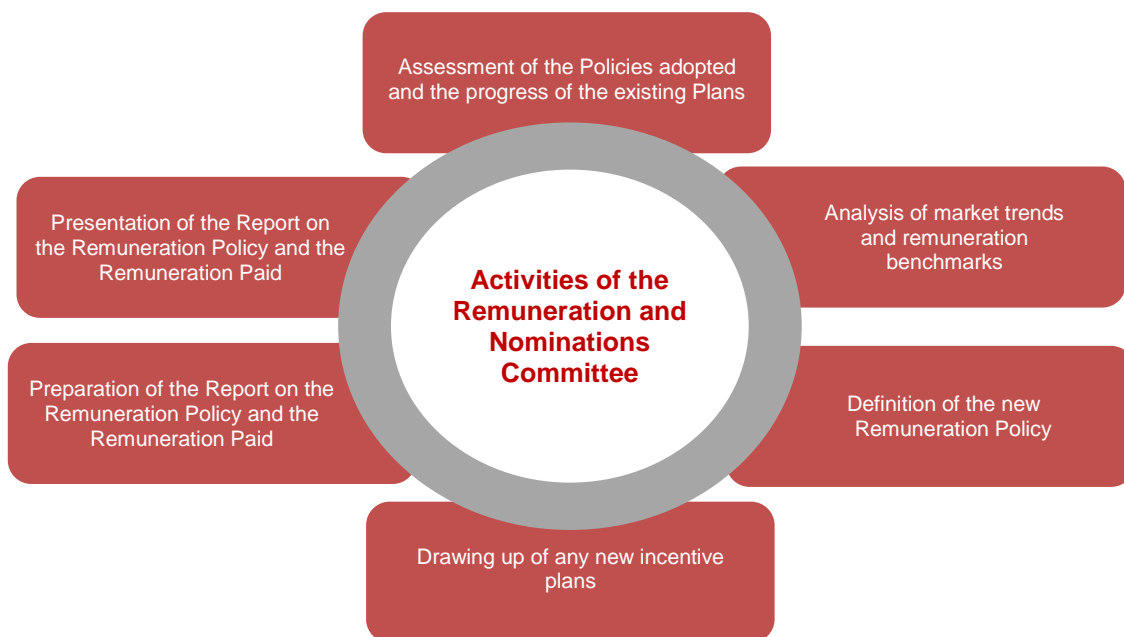 Assessment of the Policies adopted
and the progress of the existing Plans
Analysis of market trends
and remuneration
benchmarks
Definition of the new
Remuneration Policy
Drawing up of any new incentive
plans
Preparation of the Report on the
Remuneration Policy and the
Remuneration Paid
Presentation of the Report on
the Remuneration Policy and the
Remuneration Paid
Activities of the
Remuneration and
Nominations
Committee